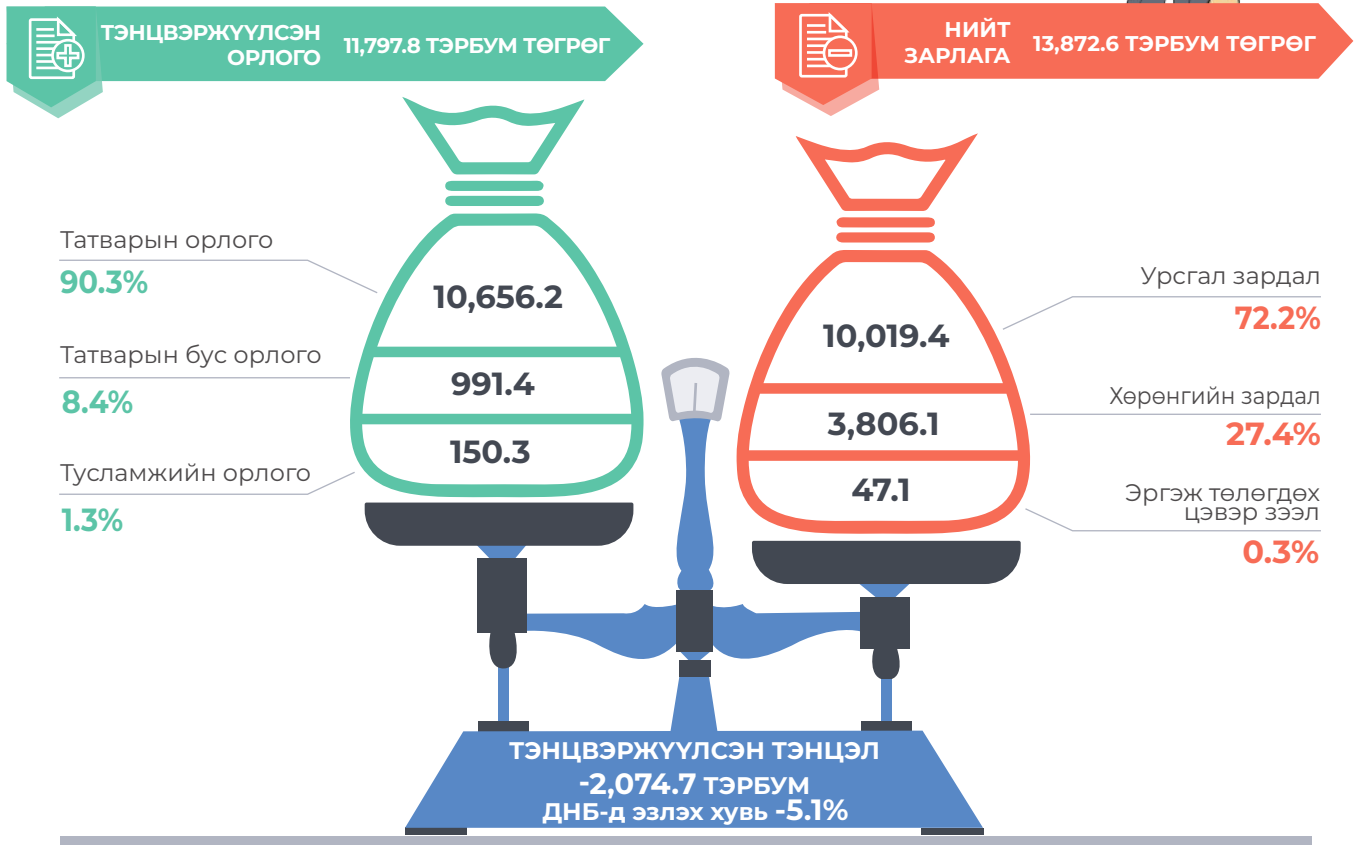 ТЭНЦВЭРЖҮҮЛСЭН
ОРЛОГО
11,797.8 ТЭРБУМ ТӨГРӨГ
НИЙТ
ЗАРЛАГА
13,872.6 ТЭРБУМ ТӨГРӨГ
Татварын орлого
90.3%
10,656.2
Татварын бус орлого
8.4%
991.4
Тусламжийн орлого
1.3%
150.3
10,019.4
Урсгал зардал
72.2%
3,806.1
Хөрөнгийн зардал
27.4%
47.1
Эргэж төлөгдөх
цэвэр зээл
0.3%
ТЭНЦВЭРЖҮҮЛСЭН ТЭНЦЭЛ
-2,074.7 ТЭРБУМ
ДНБ-д эзлэх хувь -5.1%